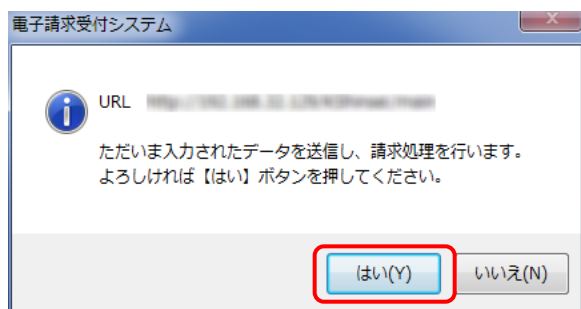 電子請求受付システム
URL
ただいま入力されたデータを送信し、請求処理を行います。
よろしければ【はい】ボタンを押してください。
はい(Y)
いいえ(N)